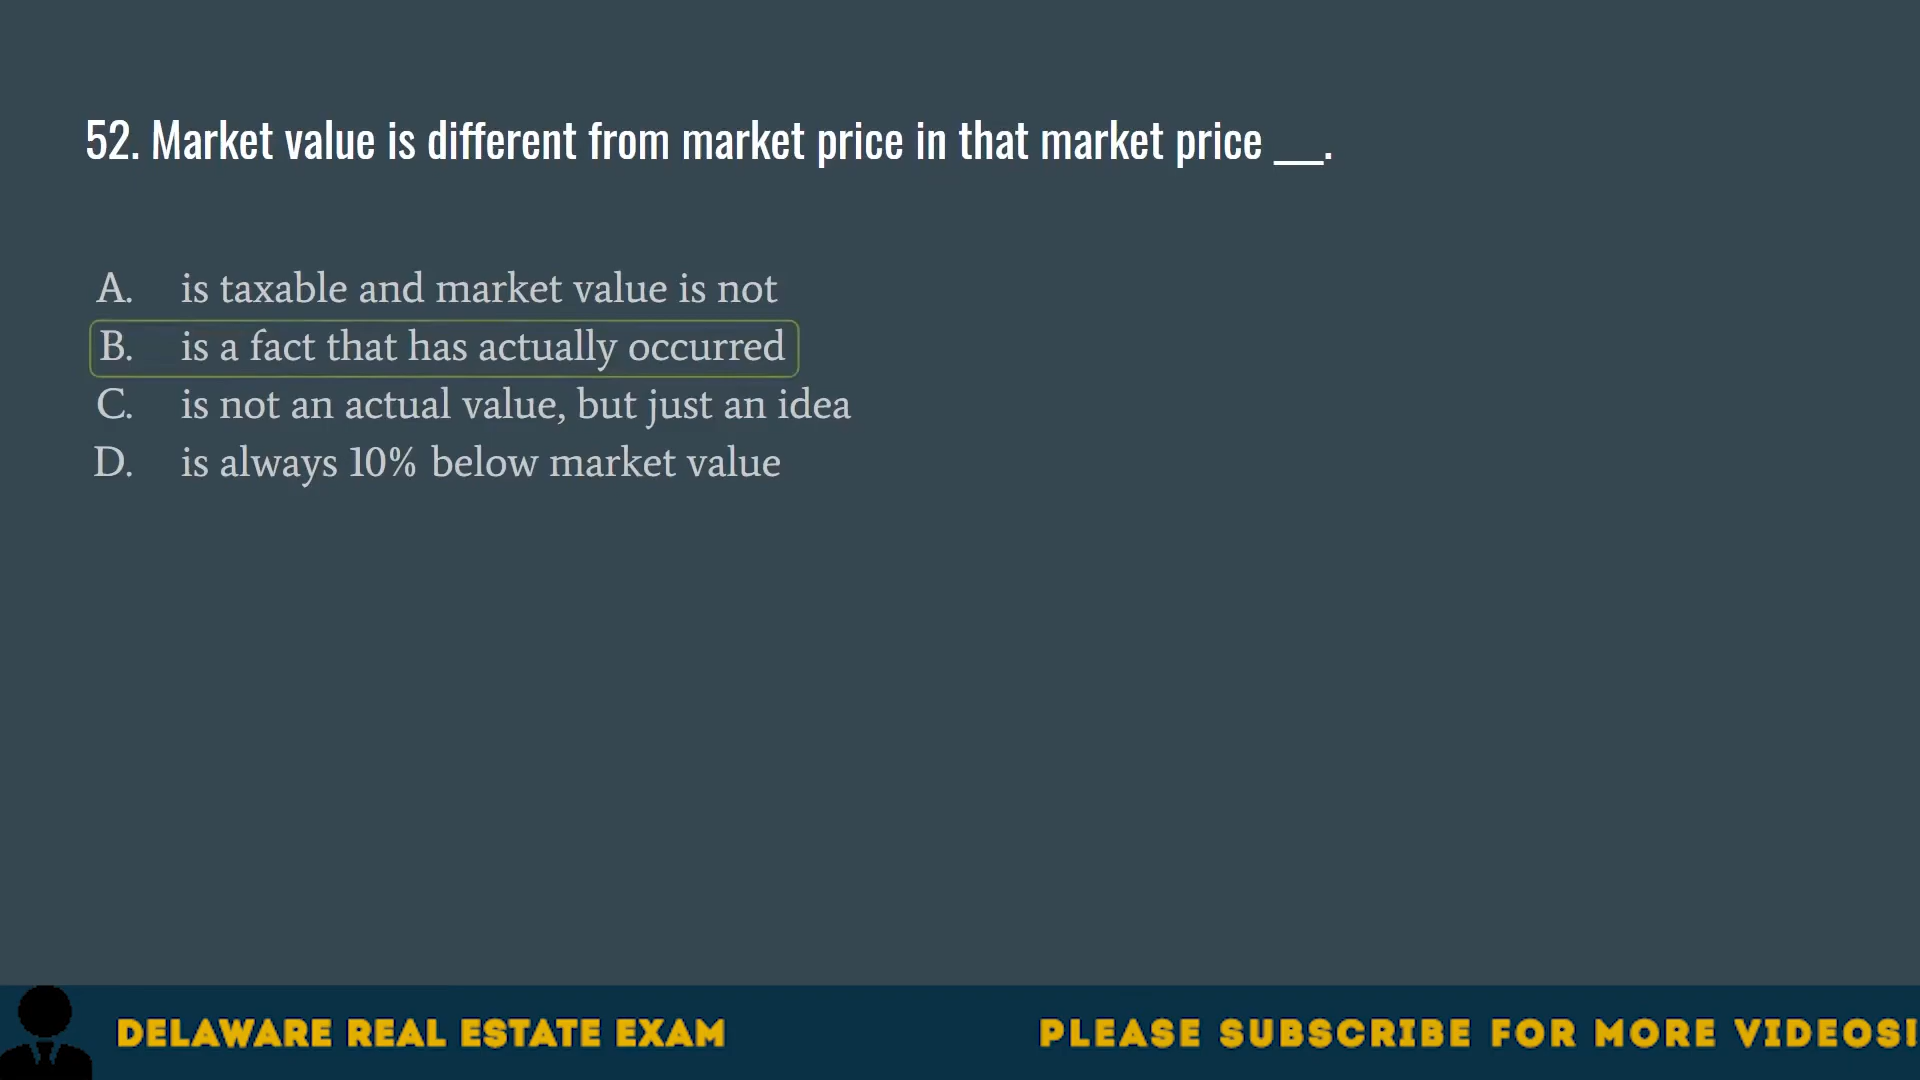 52. Market value is different from market price in that market price ___.
A. is taxable and market value is not
B. is a fact that has actually occurred
C. is not an actual value, but just an idea
D. is always 10% below market value
DELAWARE REAL ESTATE EXAM
PLEASE SUBSCRIBE FOR MORE VIDEOS!